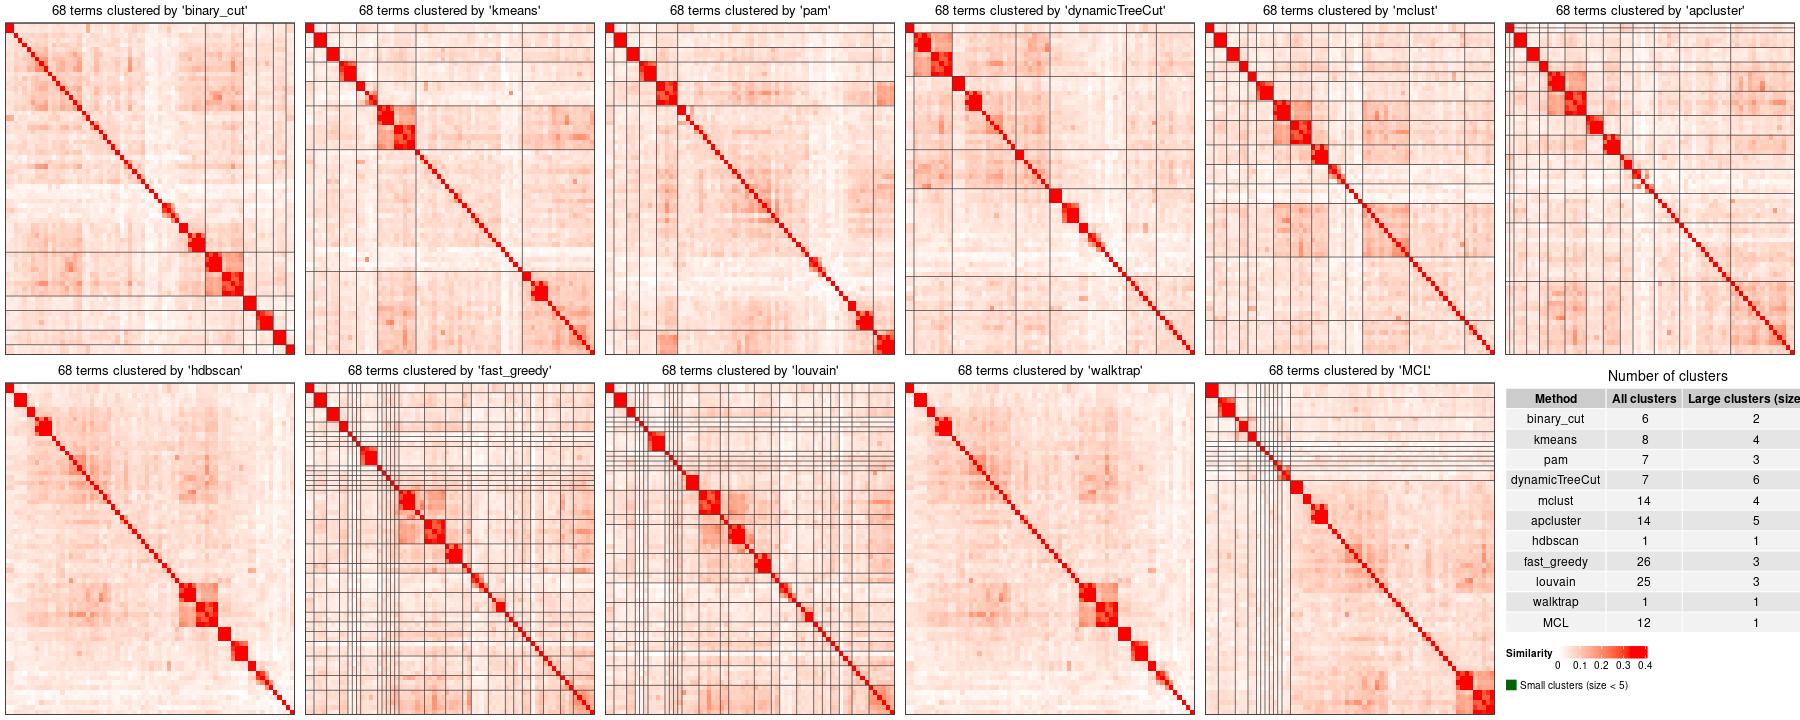 68 terms clustered by 'binary_cut'
68 terms clustered by 'kmeans'
68 terms clustered by 'pam'
68 terms clustered by 'dynamicTreeCut'
68 terms clustered by 'mclust'
68 terms clustered by 'apcluster'
68 terms clustered by 'hdbscan'
68 terms clustered by 'fast_greedy'
68 terms clustered by 'louvain'
68 terms clustered by 'walktrap'
68 terms clustered by 'MCL'
Number of clusters
Method All clusters Large clusters (size
binary_cut 6 2
kmeans 8 4
pam 7 3
dynamicTreeCut 7 6
mclust 14 4
apcluster 14 5
hdbscan 1 1
fast_greedy 26 3
louvain 25 3
walktrap 1 1
MCL 12 1
Similarity
0 0.1 0.2 0.3 0.4
Small clusters (size < 5)